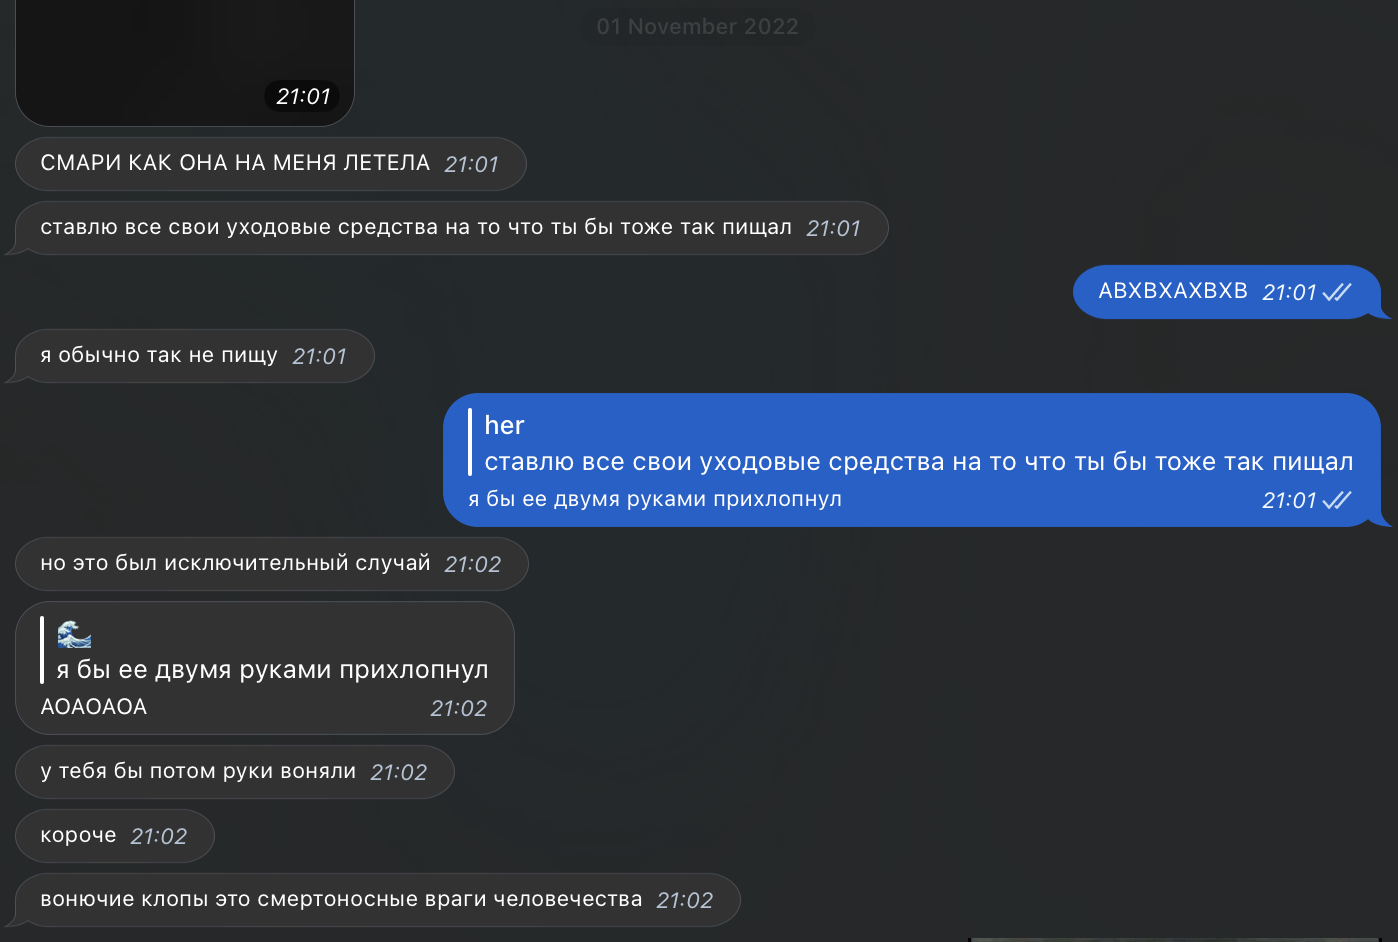 01 November 2022
21:01
СМАРИ КАК ОНА НА МЕНЯ ЛЕТЕЛА 21:01
ставлю все свои уходовые средства на то что ты бы тоже так пищал 21:01
АВХВХАХВХВ 21:01
я обычно так не пищу 21:01
her
ставлю все свои уходовые средства на то что ты бы тоже так пищал
я бы ее двумя руками прихлопнул 21:01
но это был исключительный случай 21:02
🌊
я бы ее двумя руками прихлопнул
АОАОАОА 21:02
у тебя бы потом руки воняли 21:02
короче 21:02
вонючие клопы это смертоносные враги человечества 21:02